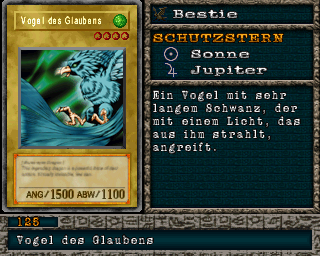 Vogel des Glaubens
ANG/1500 ABW/1100
Bestie
SCHUTZSTERN
Sonne
Jupiter
Ein Vogel mit sehr
langem Schwanz, der
mit einem Licht, das
aus ihm strahlt,
angreift.
125
Vogel des Glaubens